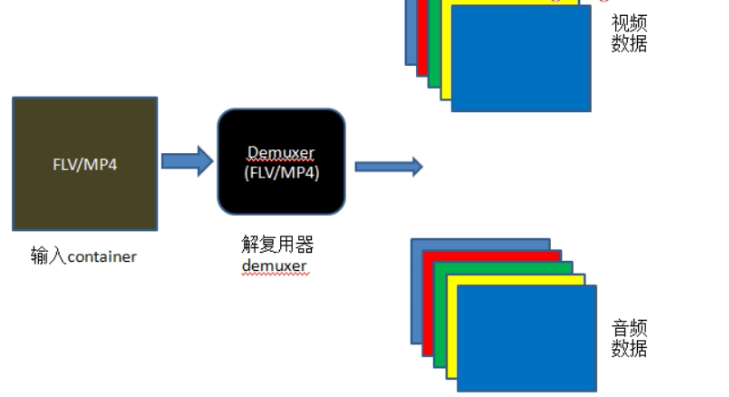 视频
数据
FLV/MP4
Demuxer
(FLV/MP4)
输入container
解复用器
demuxer
音频
数据